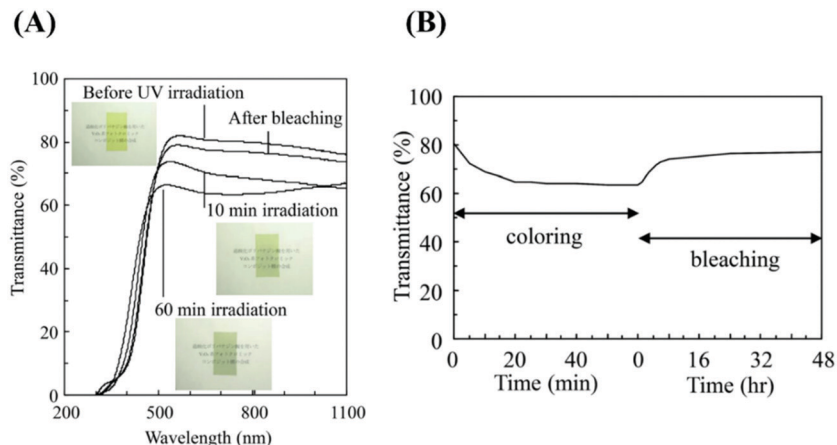 (A)
(B)
100
80
60
40
20
0
Transmittance (%)
200
500
800
1100
Wavelength (nm)
Before UV irradiation
After bleaching
10 min irradiation
60 min irradiation
100
80
60
40
20
0
Transmittance (%)
coloring
bleaching
0
20
40
0
16
32
48
Time (min)
Time (hr)